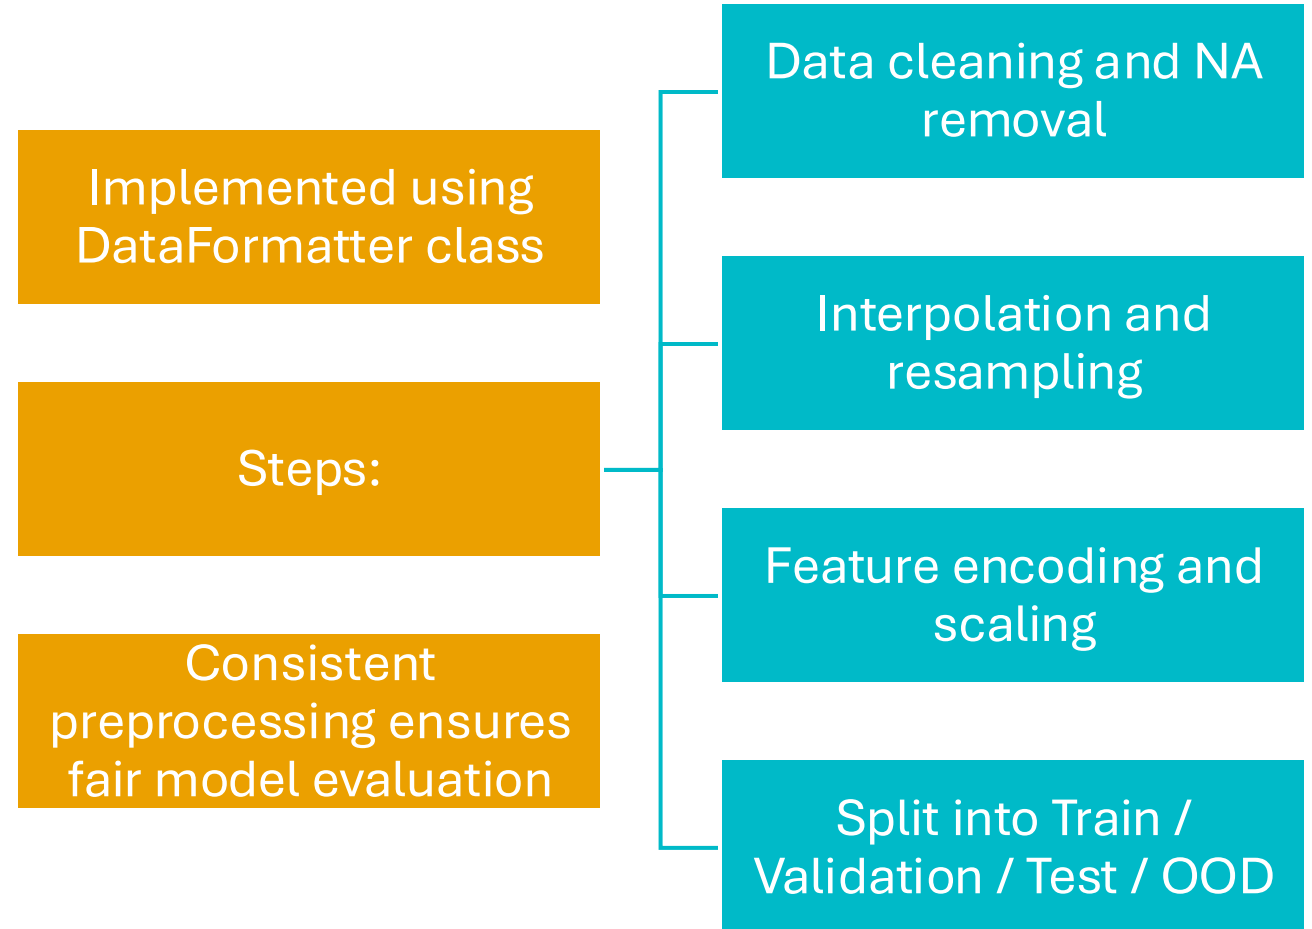 Implemented using
DataFormatter class
Steps:
Consistent
preprocessing ensures
fair model evaluation
Data cleaning and NA
removal
Interpolation and
resampling
Feature encoding and
scaling
Split into Train /
Validation / Test / OOD